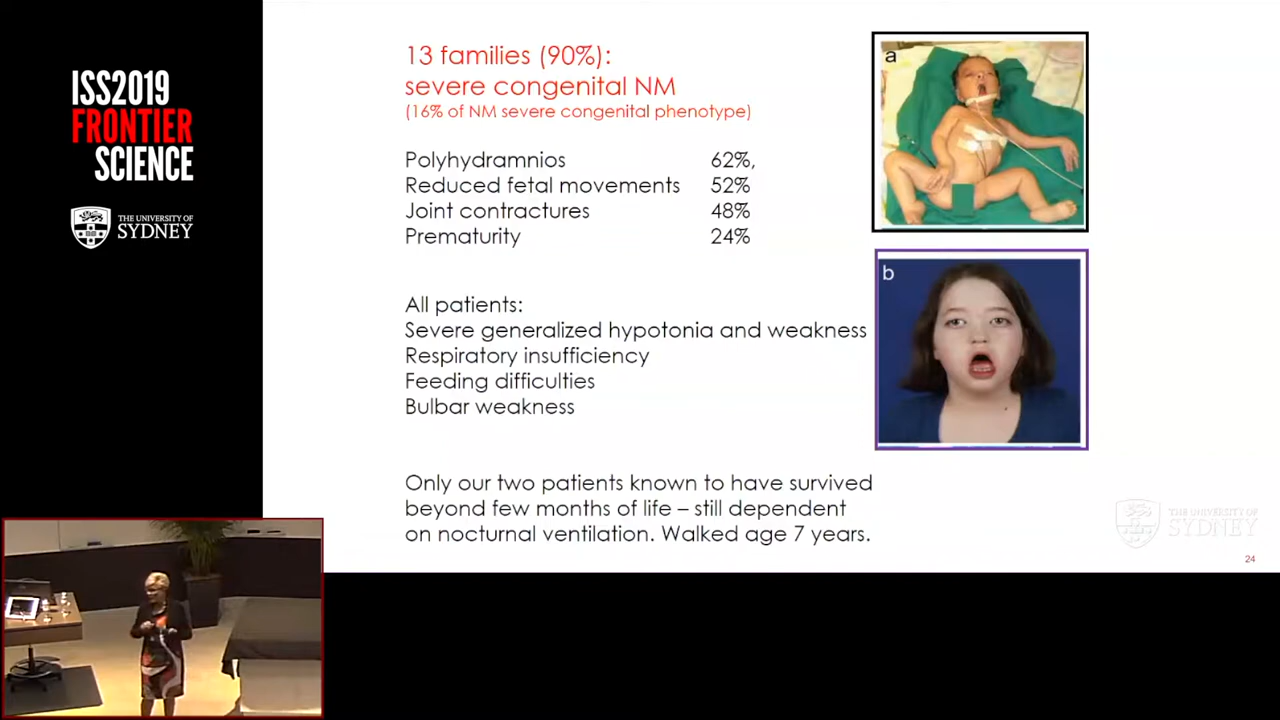 ISS2019
FRONTIER
SCIENCE
THE UNIVERSITY OF
SYDNEY
13 families (90%):
severe congenital NM
(16% of NM severe congenital phenotype)
Polyhydramnios 62%,
Reduced fetal movements 52%
Joint contractures 48%
Prematurity 24%
All patients:
Severe generalized hypotonia and weakness
Respiratory insufficiency
Feeding difficulties
Bulbar weakness
Only our two patients known to have survived
beyond few months of life – still dependent
on nocturnal ventilation. Walked age 7 years.
a
b
THE UNIVERSITY OF
SYDNEY
24